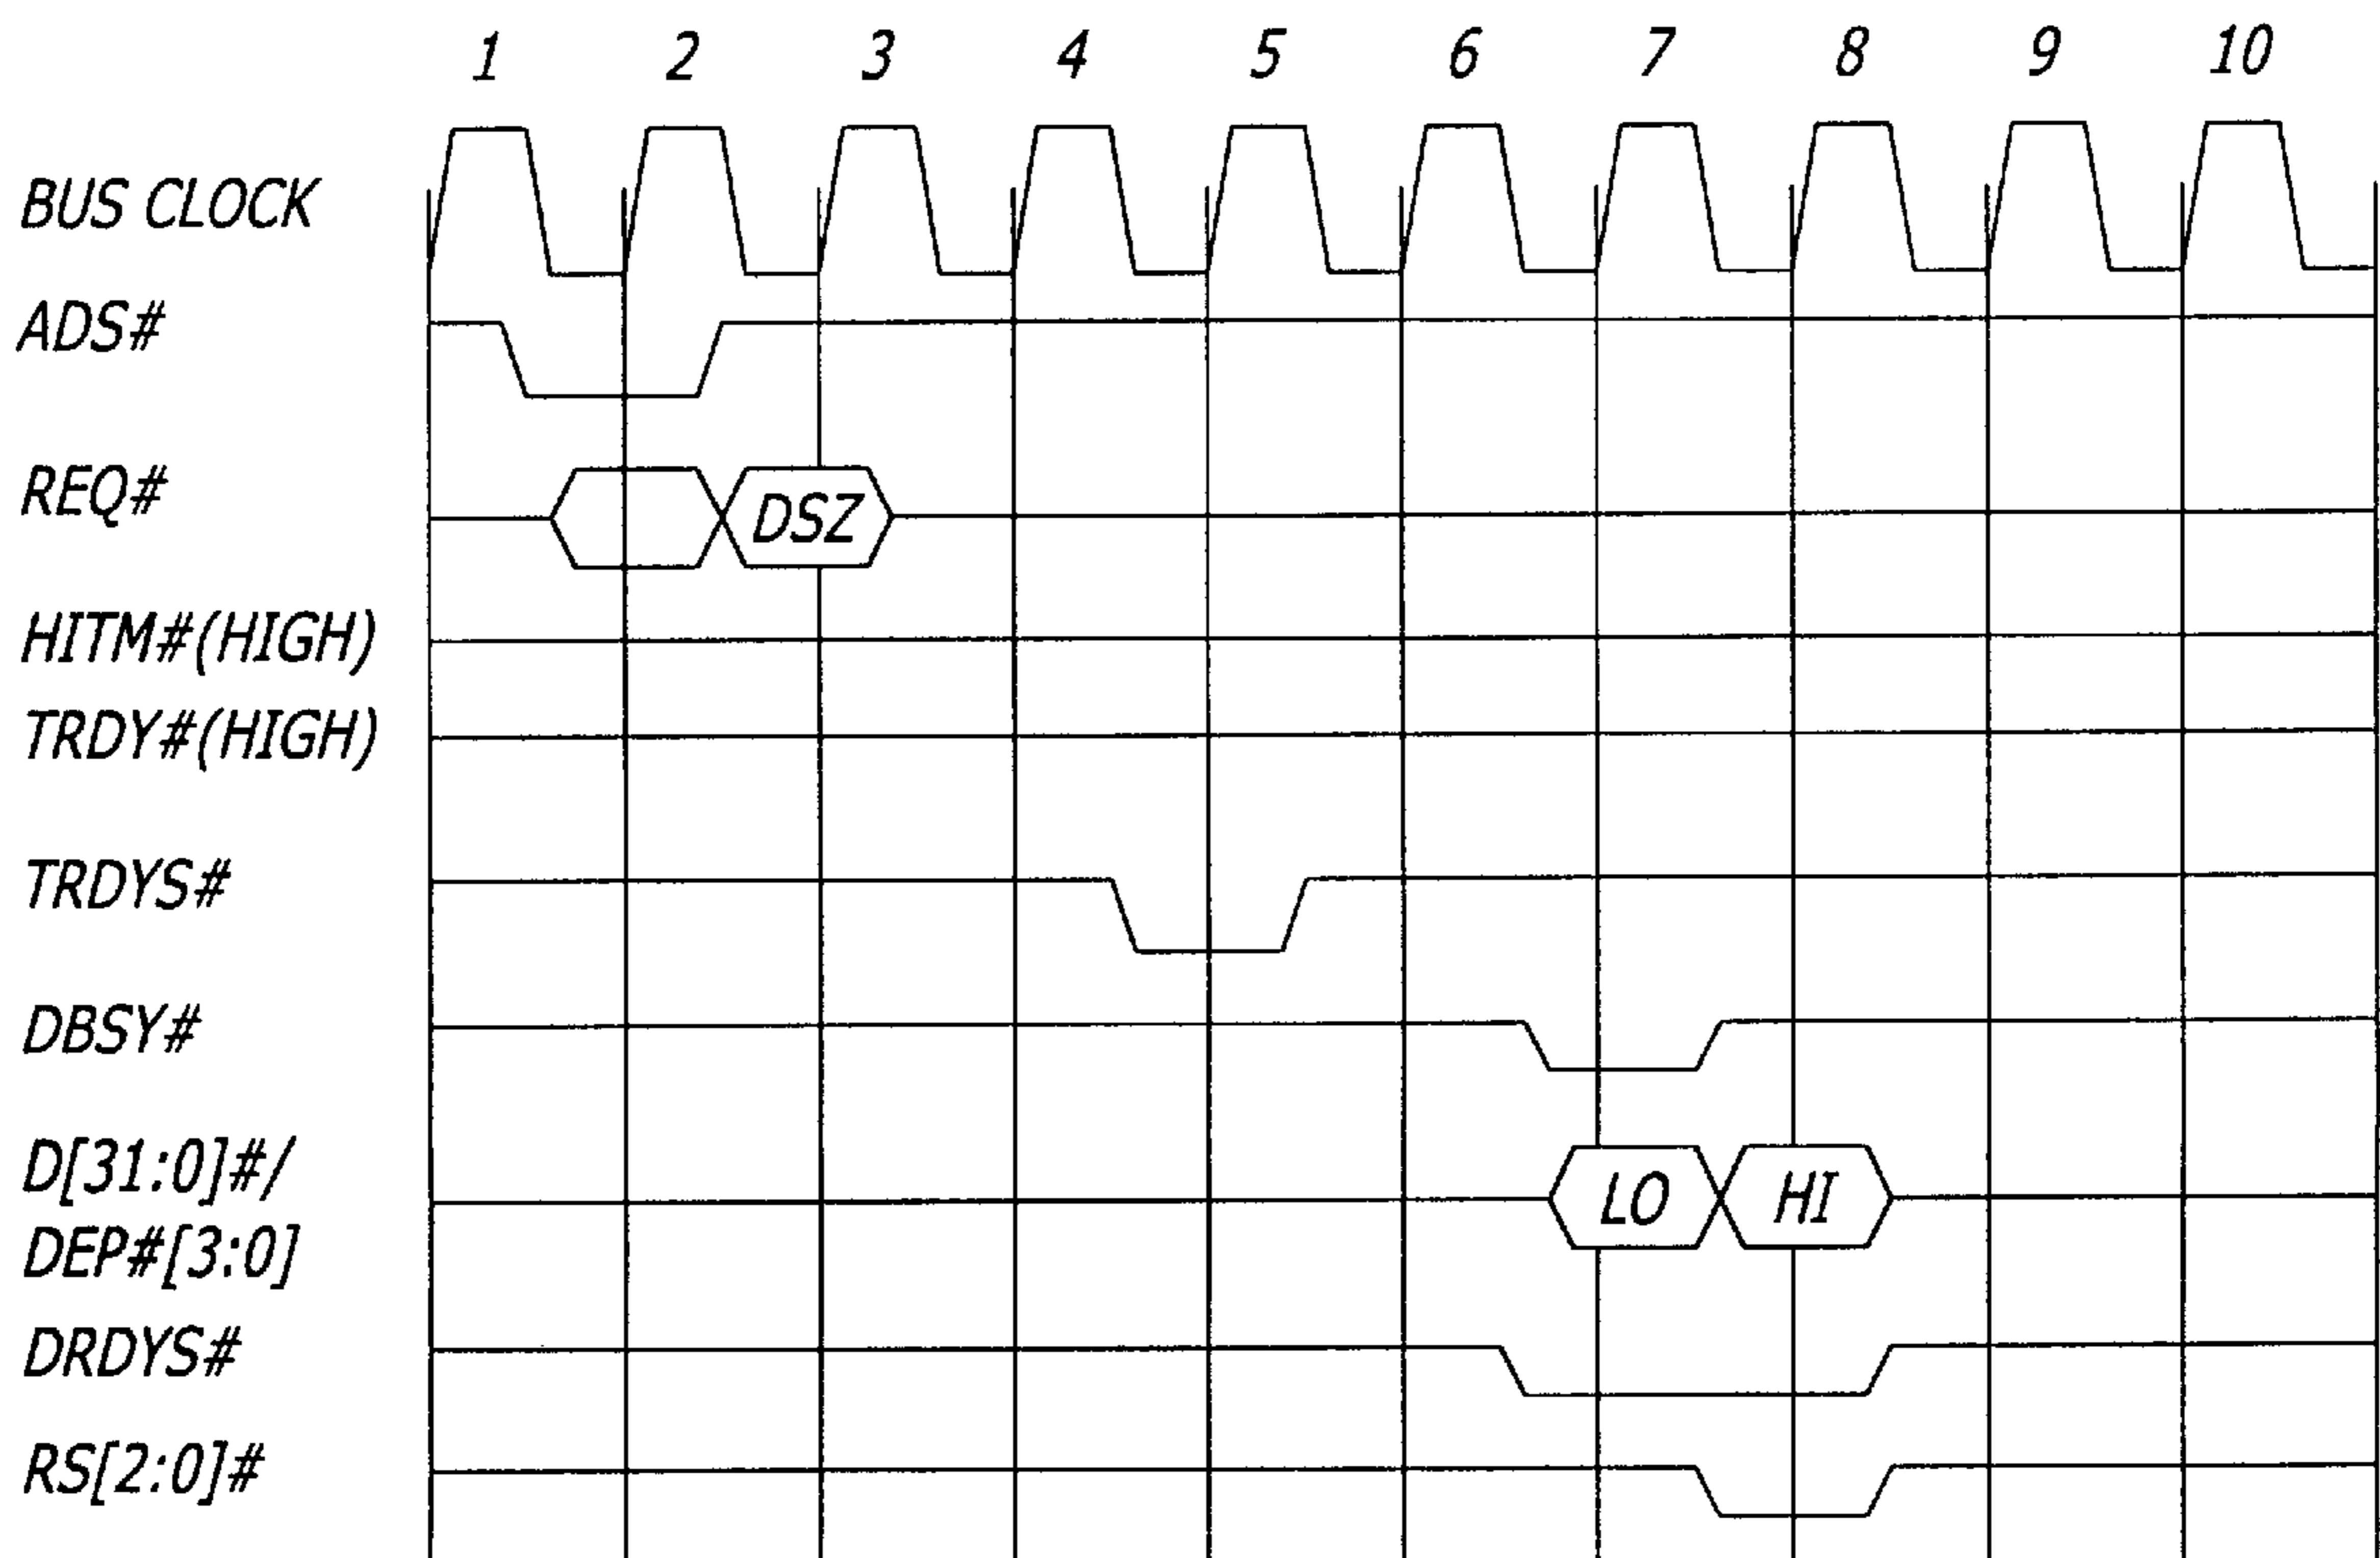 1 2 3 4 5 6 7 8 9 10
BUS CLOCK
ADS#
REQ#
DSZ
HITM#(HIGH)
TRDY#(HIGH)
TRDYS#
DBSY#
D[31:0]#/
LO HI
DEP#[3:0]
DRDYS#
RS[2:0]#